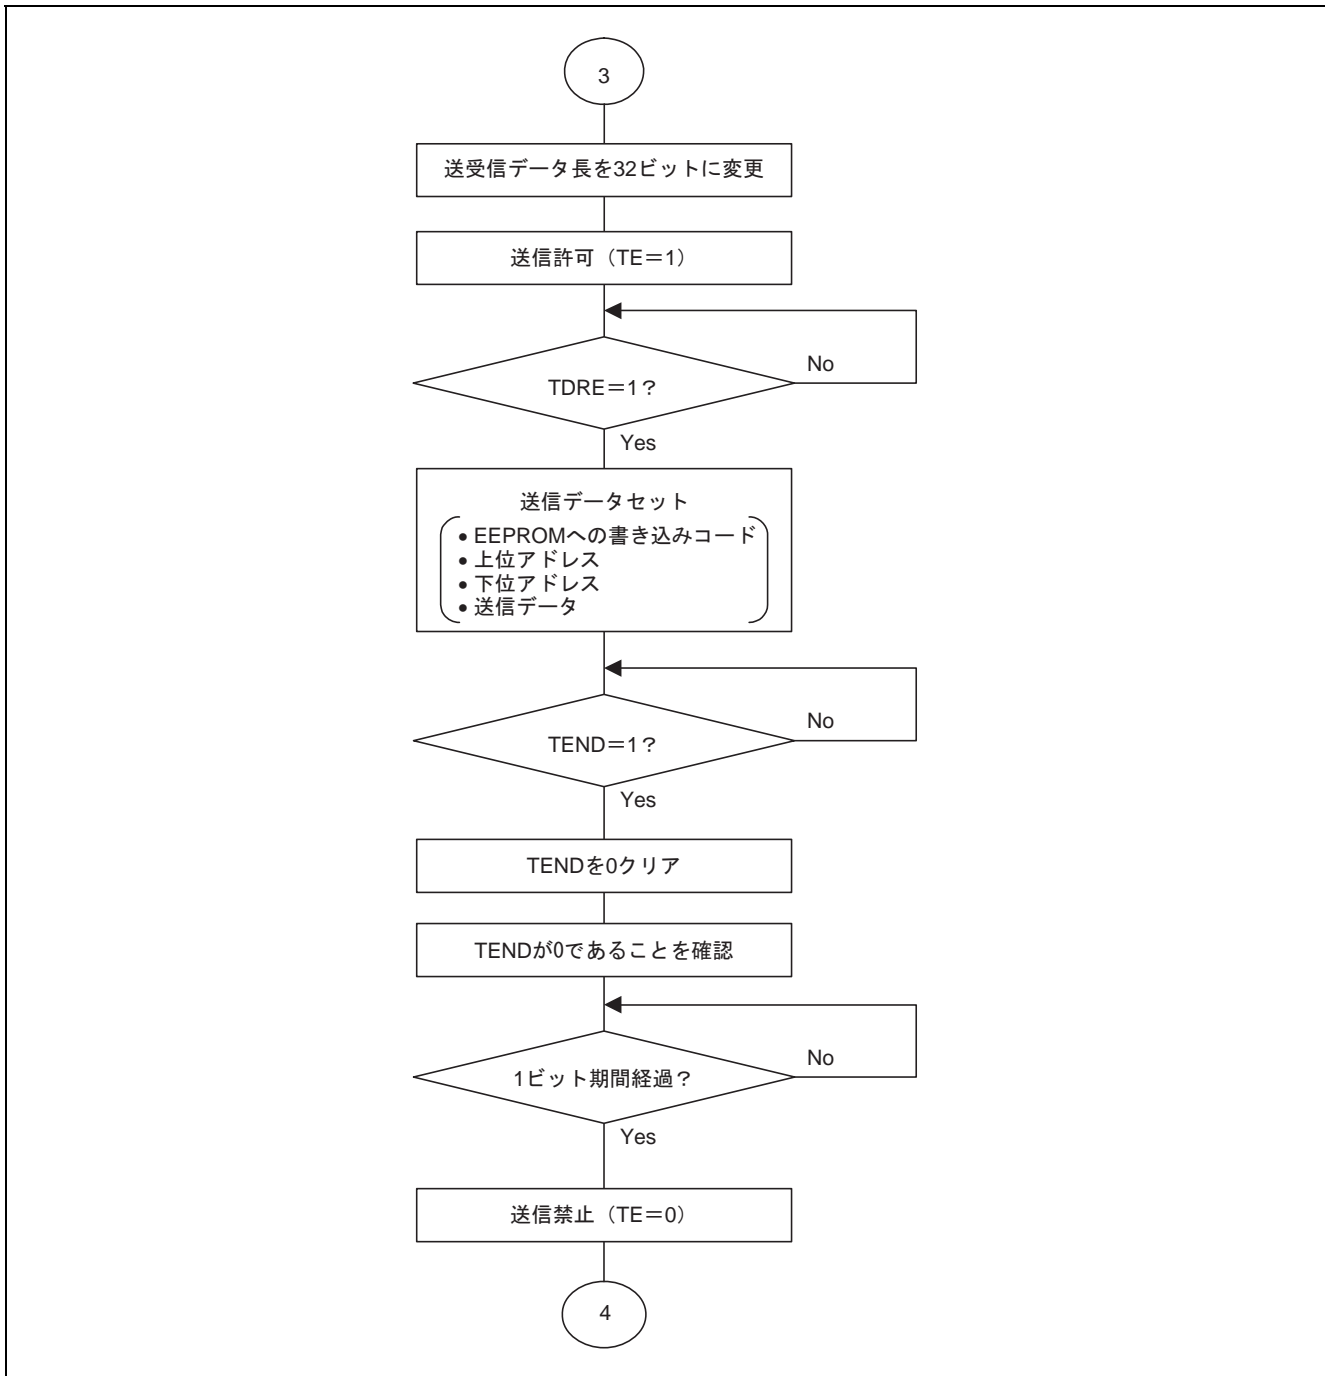 3
送受信データ長を32ビットに変更
送信許可（TE＝1）
No
TDRE＝1？
Yes
送信データセット
● EEPROMへの書き込みコード
● 上位アドレス
● 下位アドレス
● 送信データ
No
TEND＝1？
Yes
TENDを0クリア
TENDが0であることを確認
No
1ビット期間経過？
Yes
送信禁止（TE＝0）
4